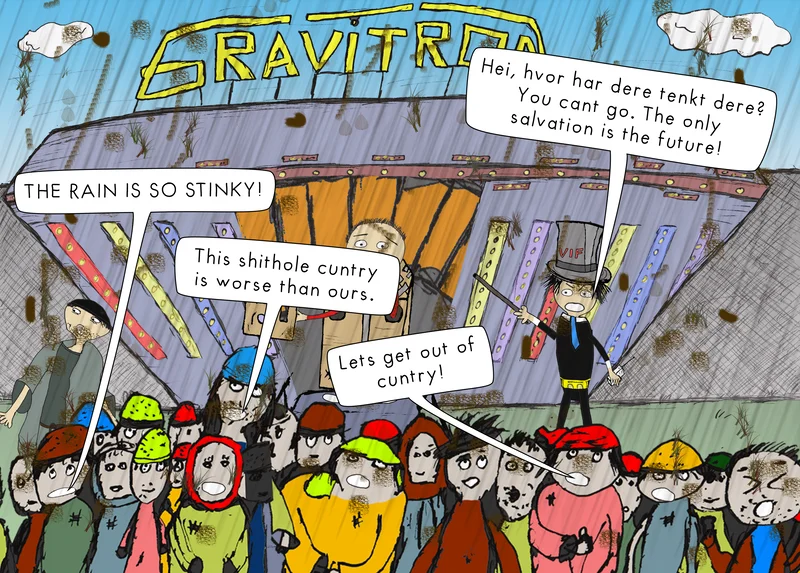 GRAVITRON
Hei, hvor har dere tenkt dere?
You cant go. The only
salvation is the future!
THE RAIN IS SO STINKY!
This shithole cuntry
is worse than ours.
VIF
Lets get out of
cuntry!